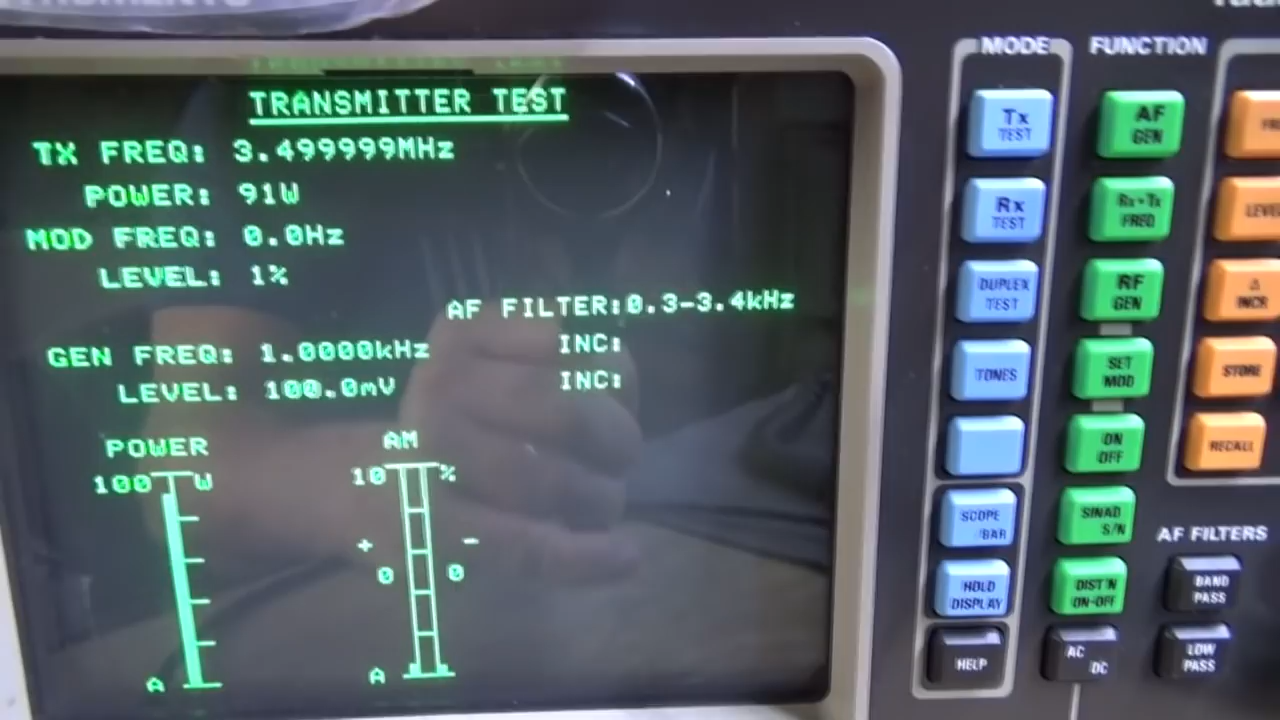 TRANSMITTER TEST
TX FREQ: 3.499999MHz
POWER: 91W
MOD FREQ: 0.0Hz
LEVEL: 1%
AF FILTER:0.3-3.4kHz
GEN FREQ: 1.0000kHz INC:
LEVEL: 100.0mV INC:
POWER
100 W
A
AM
10 %
+ -
0 0
A
MODE
Tx
TEST
Rx
TEST
DUPLEX
TEST
TONES
SCOPE
/BAR
HOLD
DISPLAY
HELP
FUNCTION
AF
GEN
Rx=Tx
FREQ
RF
GEN
SET
MOD
ON
OFF
SINAD
S/N
DIST'N
ON-OFF
AC
DC
LEVEL
Δ
INCR
STORE
RECALL
AF FILTERS
BAND
PASS
LOW
PASS